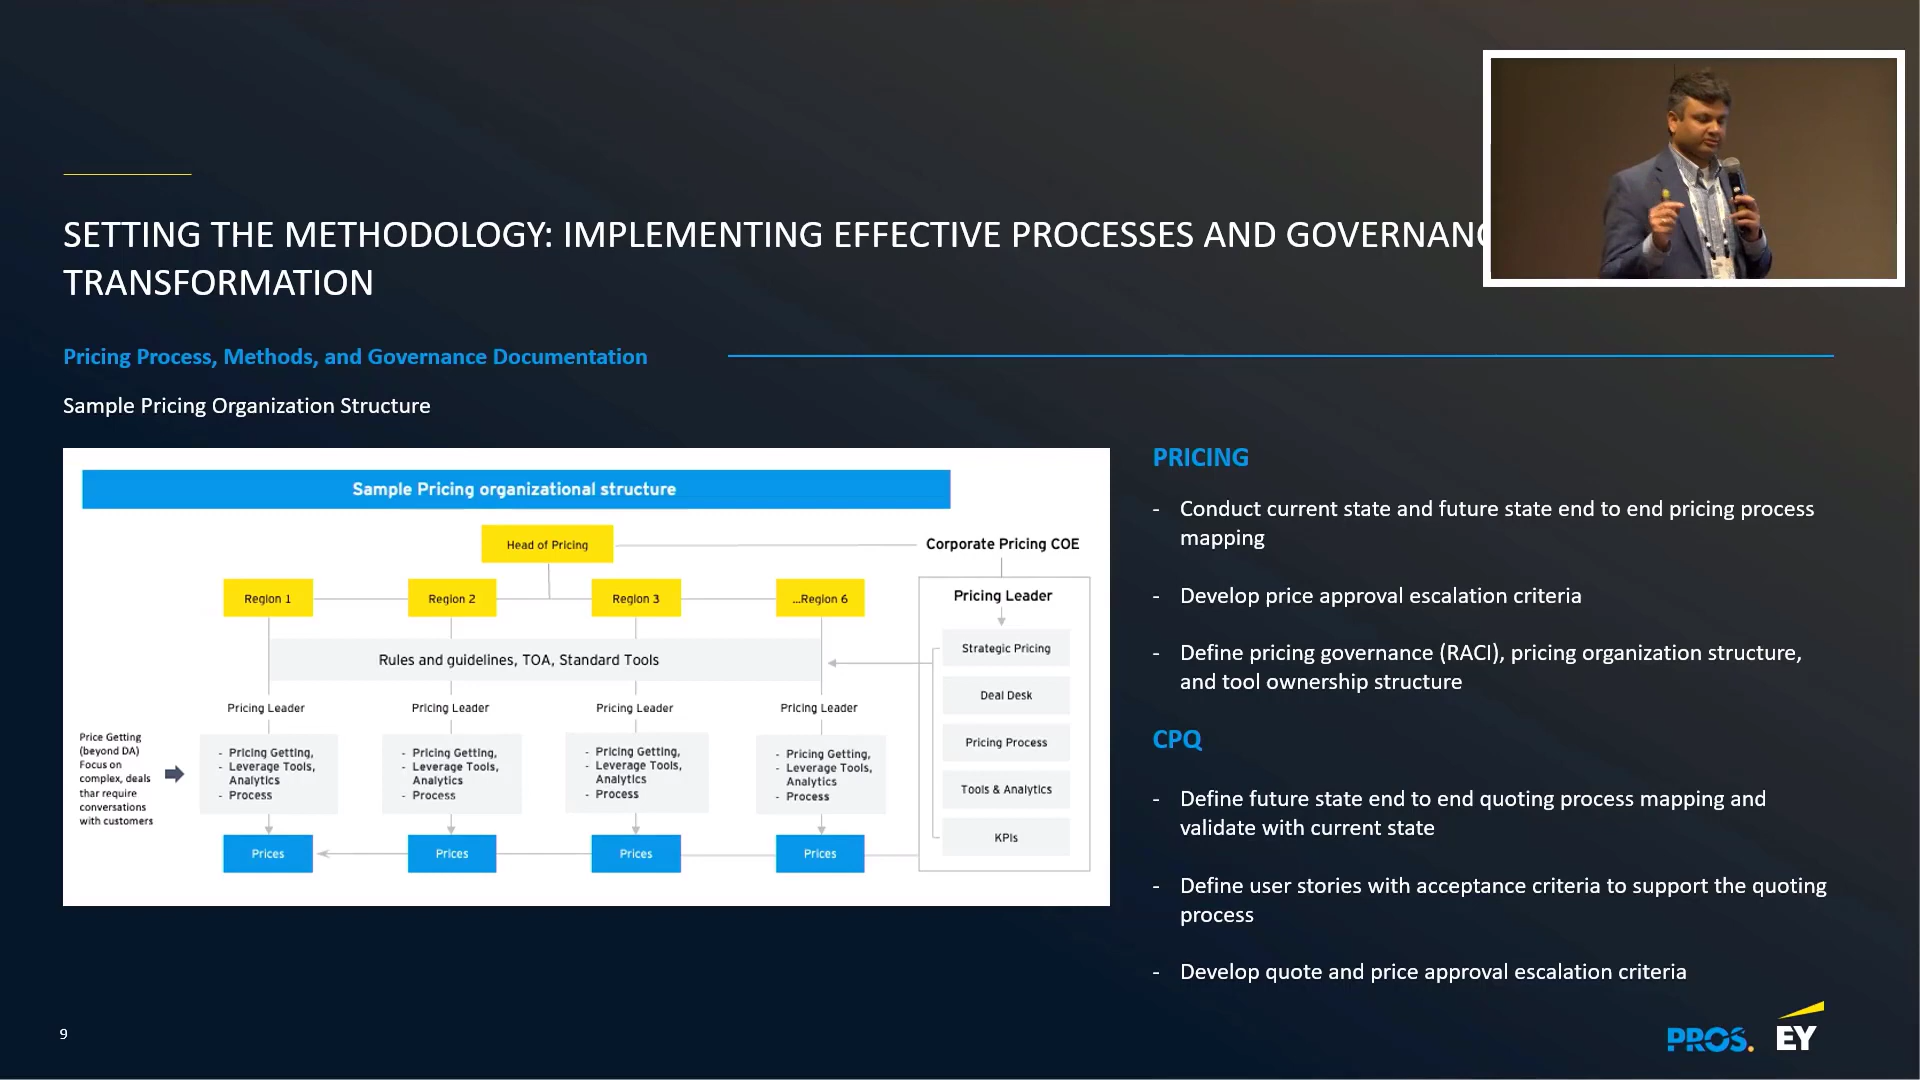 SETTING THE METHODOLOGY: IMPLEMENTING EFFECTIVE PROCESSES AND
TRANSFORMATION
Pricing Process, Methods, and Governance Documentation
Sample Pricing Organization Structure
Sample Pricing organizational structure
Head of Pricing
Corporate Pricing COE
Region 1
Region 2
Region 3
...Region 6
Rules and guidelines, TOA, Standard Tools
Pricing Leader
Pricing Leader
Pricing Leader
Pricing Leader
Price Getting
(beyond DA)
Focus on
complex, deals
thar require
conversations
with customers
- Pricing Getting,
- Leverage Tools,
Analytics
- Process
- Pricing Getting,
- Leverage Tools,
Analytics
- Process
- Pricing Getting,
- Leverage Tools,
Analytics
- Process
- Pricing Getting,
- Leverage Tools,
Analytics
- Process
Prices
Prices
Prices
Prices
Pricing Leader
Strategic Pricing
Deal Desk
Pricing Process
Tools & Analytics
KPIs
PRICING
- Conduct current state and future state end to end pricing process
mapping
- Develop price approval escalation criteria
- Define pricing governance (RACI), pricing organization structure,
and tool ownership structure
CPQ
- Define future state end to end quoting process mapping and
validate with current state
- Define user stories with acceptance criteria to support the quoting
process
- Develop quote and price approval escalation criteria
9
PROS.
EY